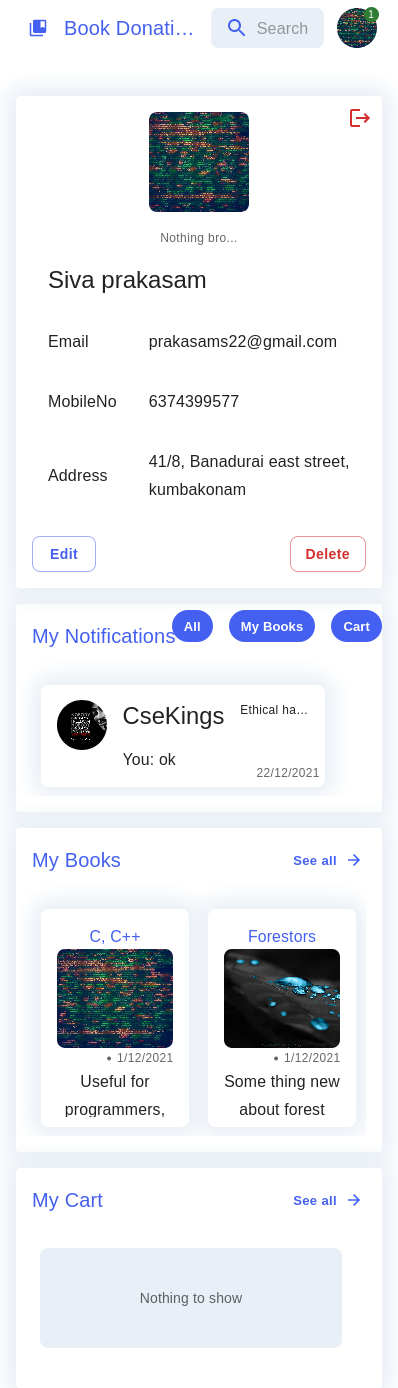 Book Donati...
Search
1
Nothing bro...
Siva prakasam
Email prakasams22@gmail.com
MobileNo 6374399577
Address 41/8, Banadurai east street,
kumbakonam
Edit Delete
My Notifications All My Books Cart
CseKings Ethical ha...
You: ok
22/12/2021
My Books See all
C, C++ Forestors
• 1/12/2021 • 1/12/2021
Useful for Some thing new
programmers, about forest
My Cart See all
Nothing to show